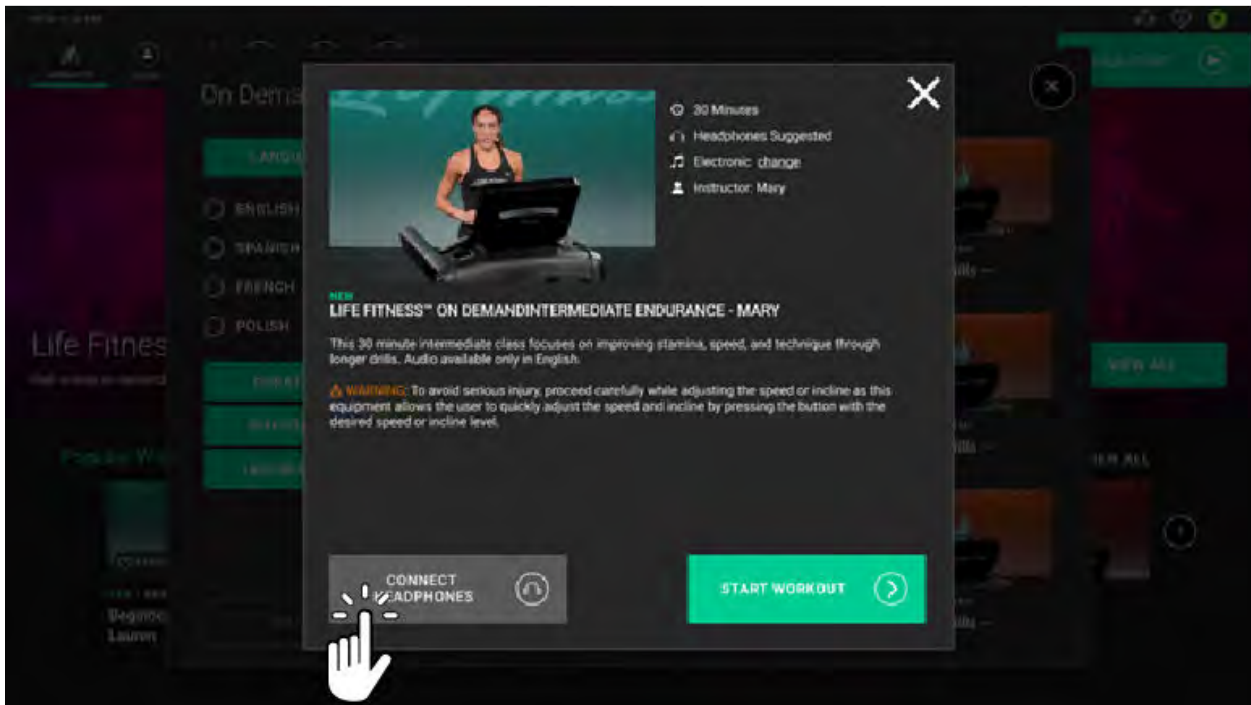 On Dema
ENGLISH
SPANISH
FRENCH
POLISH
Life Fitnes
VIEW ALL
Lauren
30 Minutes
Headphones Suggested
Electronic change
Instructor: Mary
NEW
LIFE FITNESS™ ON DEMANDINTERMEDIATE ENDURANCE - MARY
This 30 minute intermediate class focuses on improving stamina, speed, and technique through
longer drills. Audio available only in English.
WARNING: To avoid serious injury, proceed carefully while adjusting the speed or incline as this
equipment allows the user to quickly adjust the speed and incline by pressing the button with the
desired speed or incline level.
CONNECT
HEADPHONES
START WORKOUT